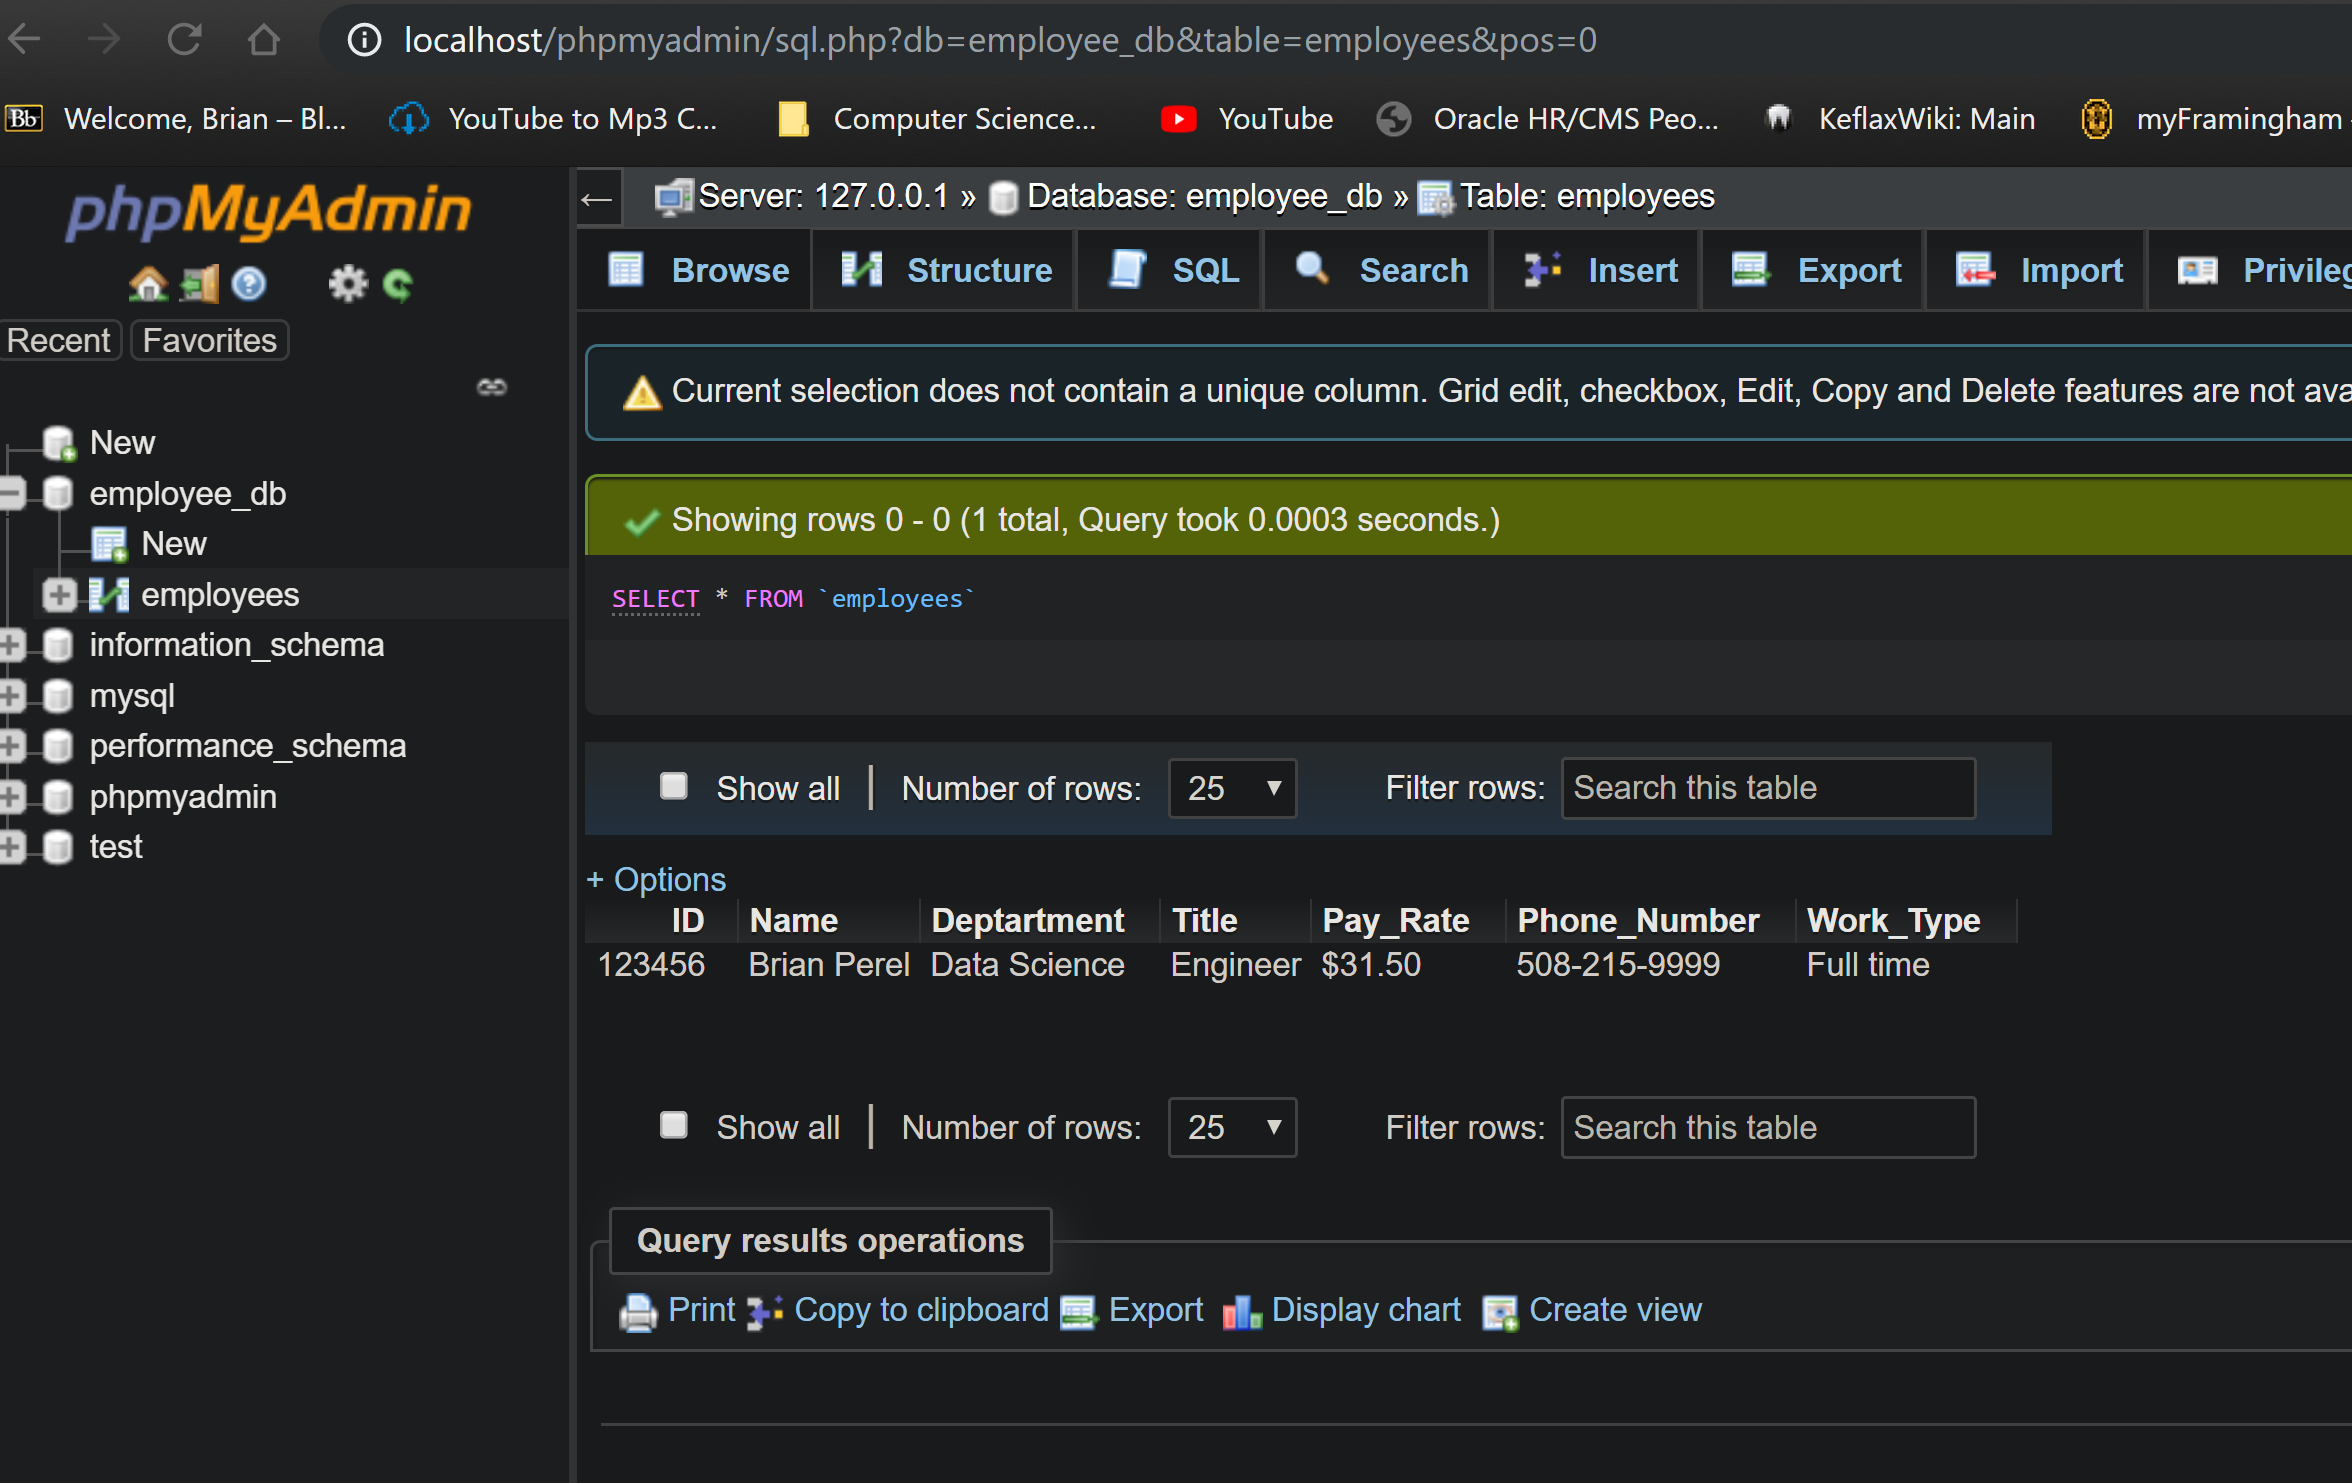 localhost/phpmyadmin/sql.php?db=employee_db&table=employees&pos=0
Bb Welcome, Brian – Bl... YouTube to Mp3 C... Computer Science... YouTube Oracle HR/CMS Peo... KeflaxWiki: Main myFramingham
phpMyAdmin
Recent Favorites
New
employee_db
New
employees
information_schema
mysql
performance_schema
phpmyadmin
test
Server: 127.0.0.1 » Database: employee_db » Table: employees
Browse Structure SQL Search Insert Export Import Privileg
Current selection does not contain a unique column. Grid edit, checkbox, Edit, Copy and Delete features are not ava
Showing rows 0 - 0 (1 total, Query took 0.0003 seconds.)
SELECT * FROM `employees`
Show all | Number of rows: 25 Filter rows: Search this table
+ Options
ID Name Deptartment Title Pay_Rate Phone_Number Work_Type
123456 Brian Perel Data Science Engineer $31.50 508-215-9999 Full time
Show all | Number of rows: 25 Filter rows: Search this table
Query results operations
Print Copy to clipboard Export Display chart Create view